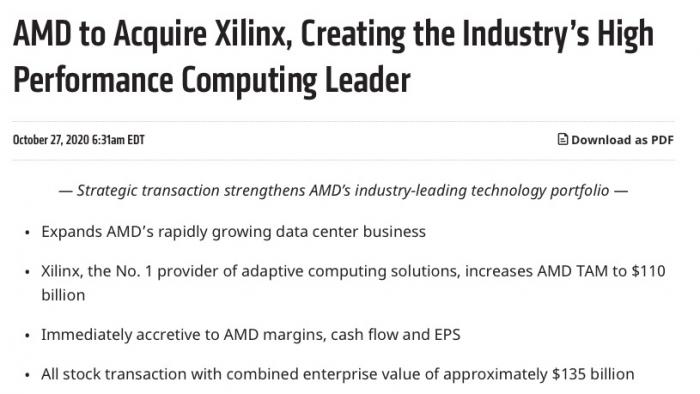 AMD to Acquire Xilinx, Creating the Industry's High
Performance Computing Leader
October 27, 2020 6:31am EDT
Download as PDF
— Strategic transaction strengthens AMD's industry-leading technology portfolio —
• Expands AMD's rapidly growing data center business
• Xilinx, the No. 1 provider of adaptive computing solutions, increases AMD TAM to $110
billion
• Immediately accretive to AMD margins, cash flow and EPS
• All stock transaction with combined enterprise value of approximately $135 billion